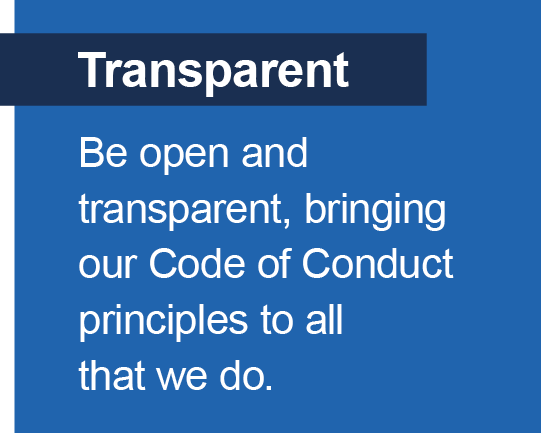 Transparent
Be open and
transparent, bringing
our Code of Conduct
principles to all
that we do.